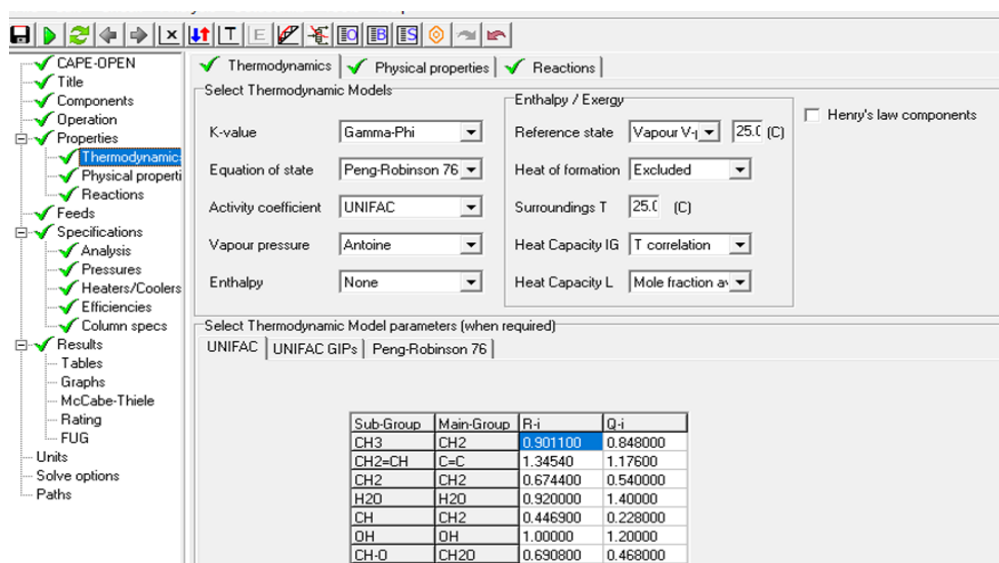 CAPE-OPEN
Title
Components
Operation
Properties
Thermodynamics
Physical properti
Reactions
Feeds
Specifications
Analysis
Pressures
Heaters/Coolers
Efficiencies
Column specs
Results
Tables
Graphs
McCabe-Thiele
Rating
FUG
Units
Solve options
Paths
Thermodynamics Physical properties Reactions
Select Thermodynamic Models
K-value Gamma-Phi
Equation of state Peng-Robinson 76
Activity coefficient UNIFAC
Vapour pressure Antoine
Enthalpy None
Enthalpy / Exergy
Reference state Vapour V-| 25.( (C)
Heat of formation Excluded
Surroundings T 25.( (C)
Heat Capacity IG T correlation
Heat Capacity L Mole fraction av
Henry's law components
Select Thermodynamic Model parameters (when required)
UNIFAC UNIFAC GIPs Peng-Robinson 76
Sub-Group Main-Group R-i Q-i
CH3 CH2 0.901100 0.848000
CH2=CH C=C 1.34540 1.17600
CH2 CH2 0.674400 0.540000
H2O H2O 0.920000 1.40000
CH CH2 0.446900 0.228000
OH OH 1.00000 1.20000
CH-O CH2O 0.690800 0.468000